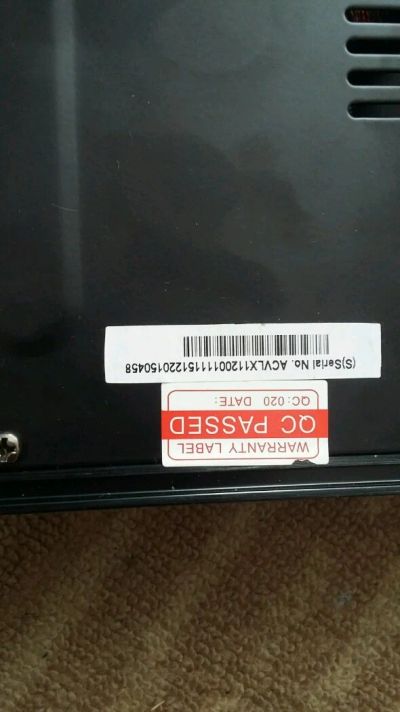 WARRANTY LABEL
QC PASSED
QC: 020 DATE:
(S)Serial No. ACVLX11200111151220150458